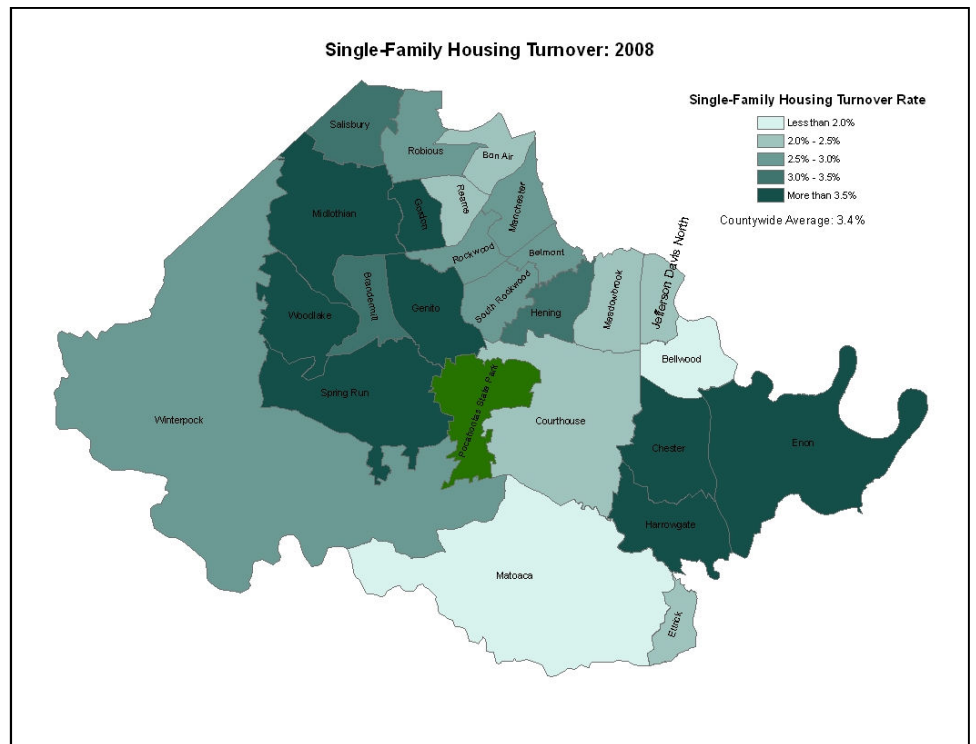 Single-Family Housing Turnover: 2008
Single-Family Housing Turnover Rate
Less than 2.0%
2.0% - 2.5%
2.5% - 3.0%
3.0% - 3.5%
More than 3.5%
Countywide Average: 3.4%
Salisbury
Robious
Bon Air
Reams
Manchester
Midlothian
Gordon
Rockwood
Belmont
Jefferson Davis North
Meadowbrook
South Rockwood
Brandermill
Genito
Hening
Woodlake
Bellwood
Spring Run
Pocahontas State Park
Winterpock
Courthouse
Chester
Enon
Harrowgate
Matoaca
Ettrick